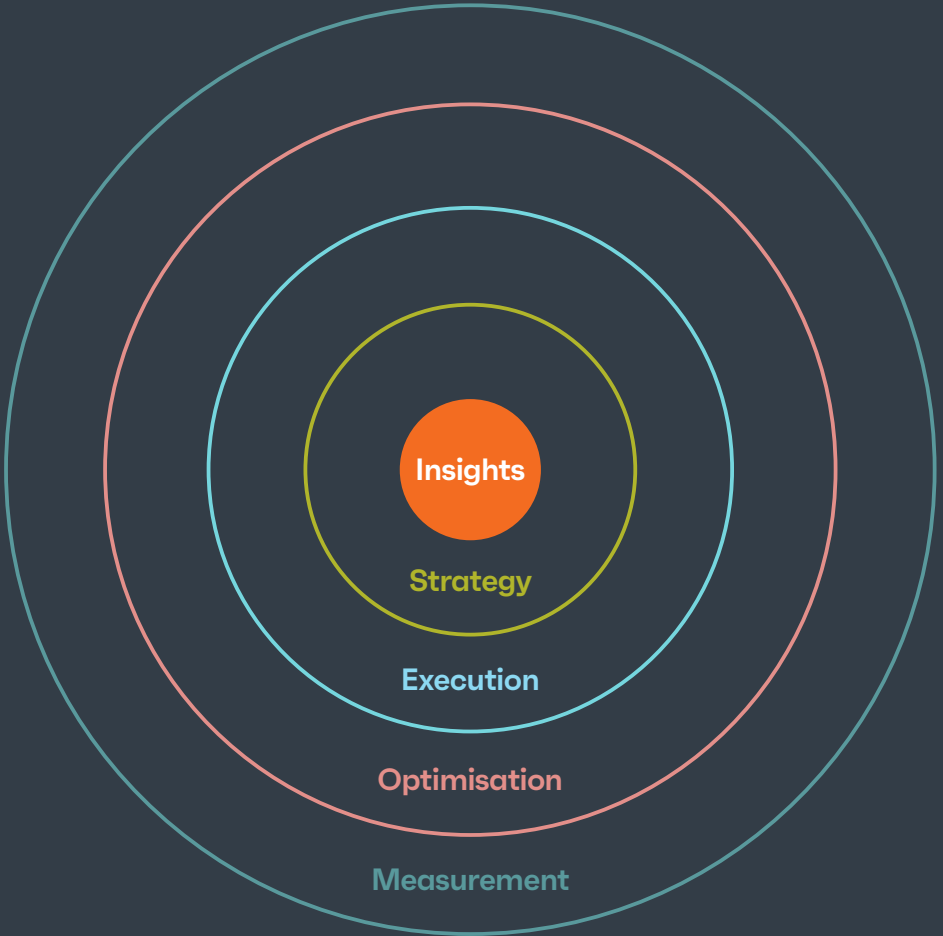 Insights
Strategy
Execution
Optimisation
Measurement